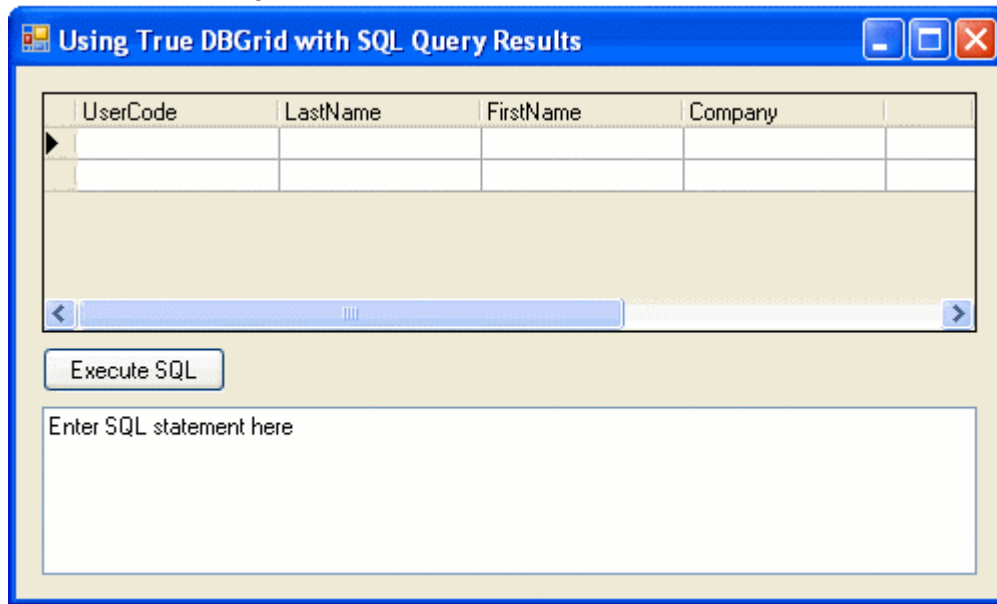 Using True DBGrid with SQL Query Results
UserCode LastName FirstName Company
Execute SQL
Enter SQL statement here